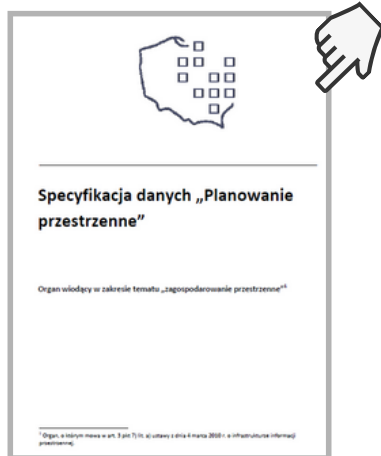 Specyfikacja danych „Planowanie
przestrzenne”
Organ wiodący w zakresie tematu „zagospodarowanie przestrzenne”¹
¹ Organ, o którym mowa w art. 3 pkt 7) lit. a) ustawy z dnia 4 marca 2010 r. o infrastrukturze informacji
przestrzennej.